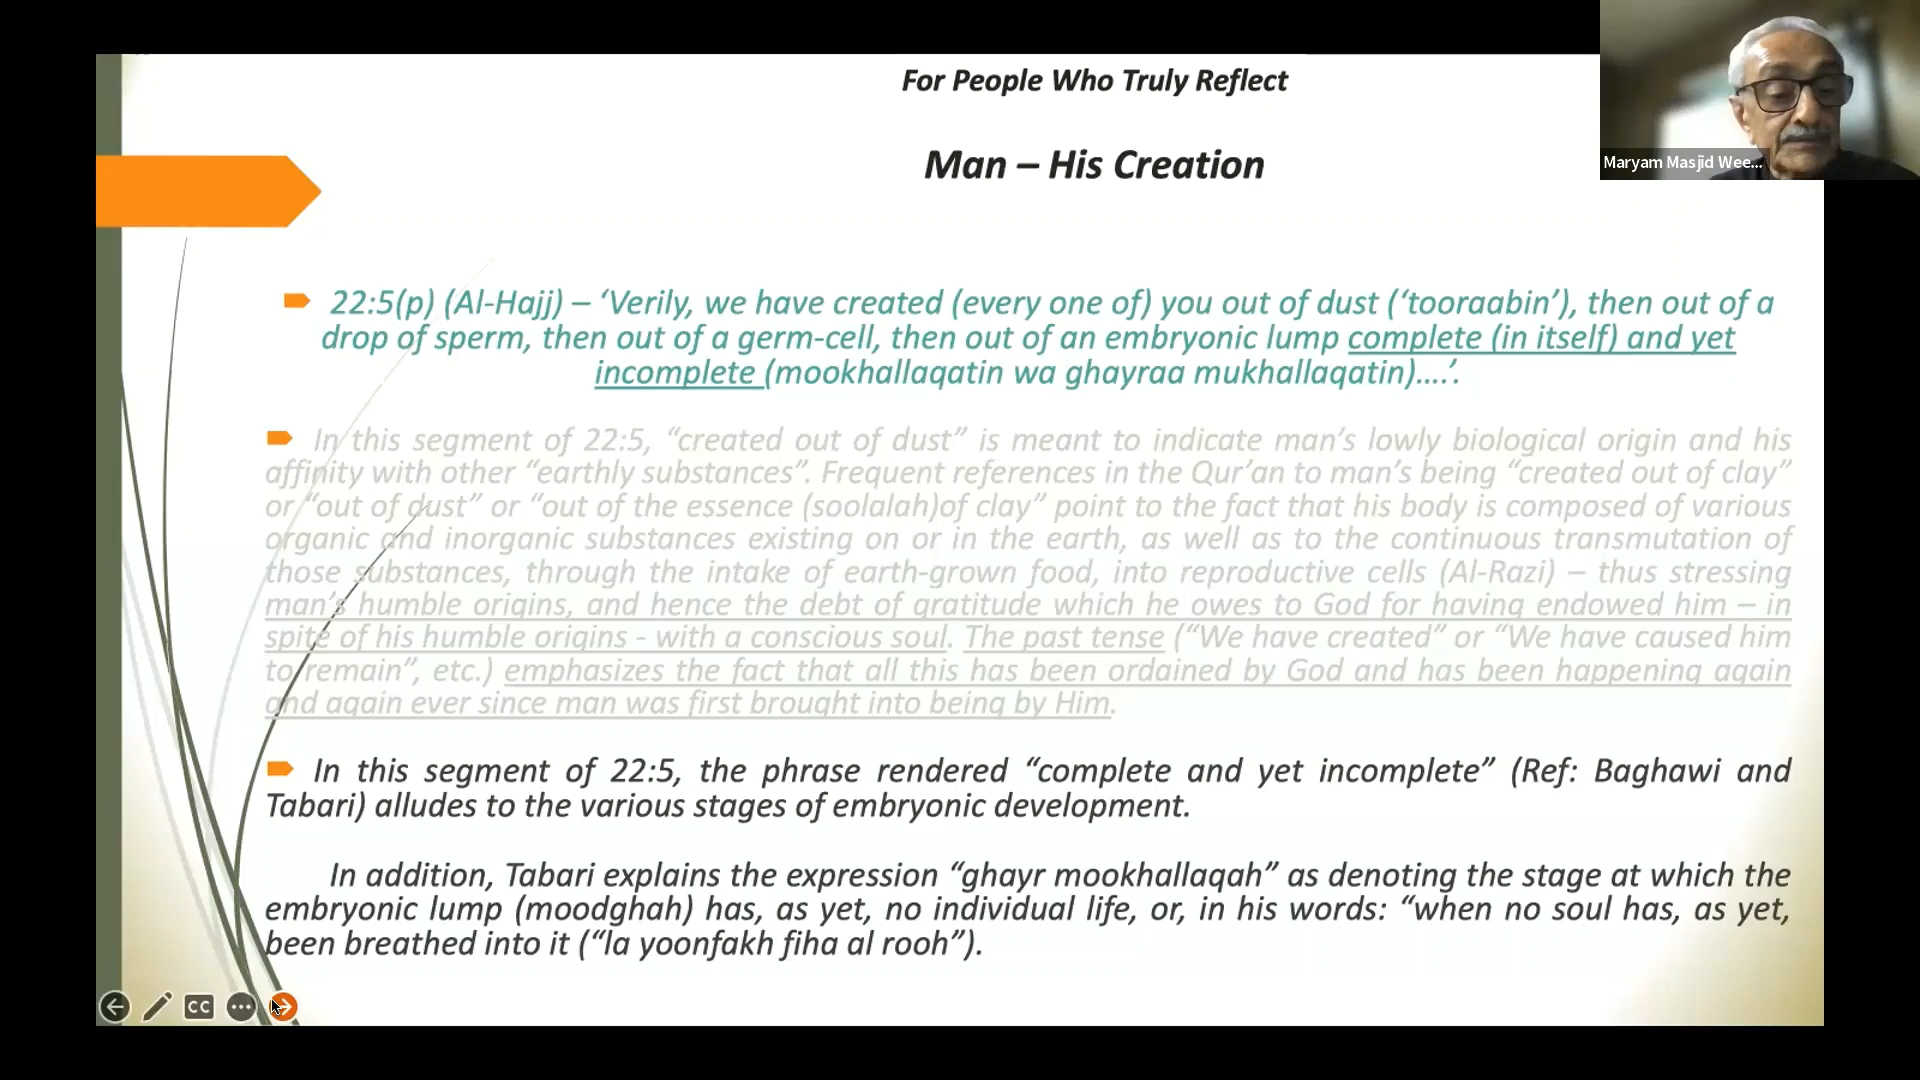 For People Who Truly Reflect
Man – His Creation
Maryam Masjid Wee...
22:5(p) (Al-Hajj) – ‘Verily, we have created (every one of) you out of dust (‘tooraabin’), then out of a
drop of sperm, then out of a germ-cell, then out of an embryonic lump complete (in itself) and yet
incomplete (mookhallaqatin wa ghayraa mukhallaqatin)....’.
In this segment of 22:5, “created out of dust” is meant to indicate man’s lowly biological origin and his
affinity with other “earthly substances”. Frequent references in the Qur’an to man’s being “created out of clay”
or “out of dust” or “out of the essence (soolalah)of clay” point to the fact that his body is composed of various
organic and inorganic substances existing on or in the earth, as well as to the continuous transmutation of
those substances, through the intake of earth-grown food, into reproductive cells (Al-Razi) – thus stressing
man’s humble origins, and hence the debt of gratitude which he owes to God for having endowed him – in
spite of his humble origins - with a conscious soul. The past tense (“We have created” or “We have caused him
to remain”, etc.) emphasizes the fact that all this has been ordained by God and has been happening again
and again ever since man was first brought into being by Him.
In this segment of 22:5, the phrase rendered “complete and yet incomplete” (Ref: Baghawi and
Tabari) alludes to the various stages of embryonic development.
In addition, Tabari explains the expression “ghayr mookhallaqah” as denoting the stage at which the
embryonic lump (moodghah) has, as yet, no individual life, or, in his words: “when no soul has, as yet,
been breathed into it (“la yoonfakh fiha al rooh”).
CC